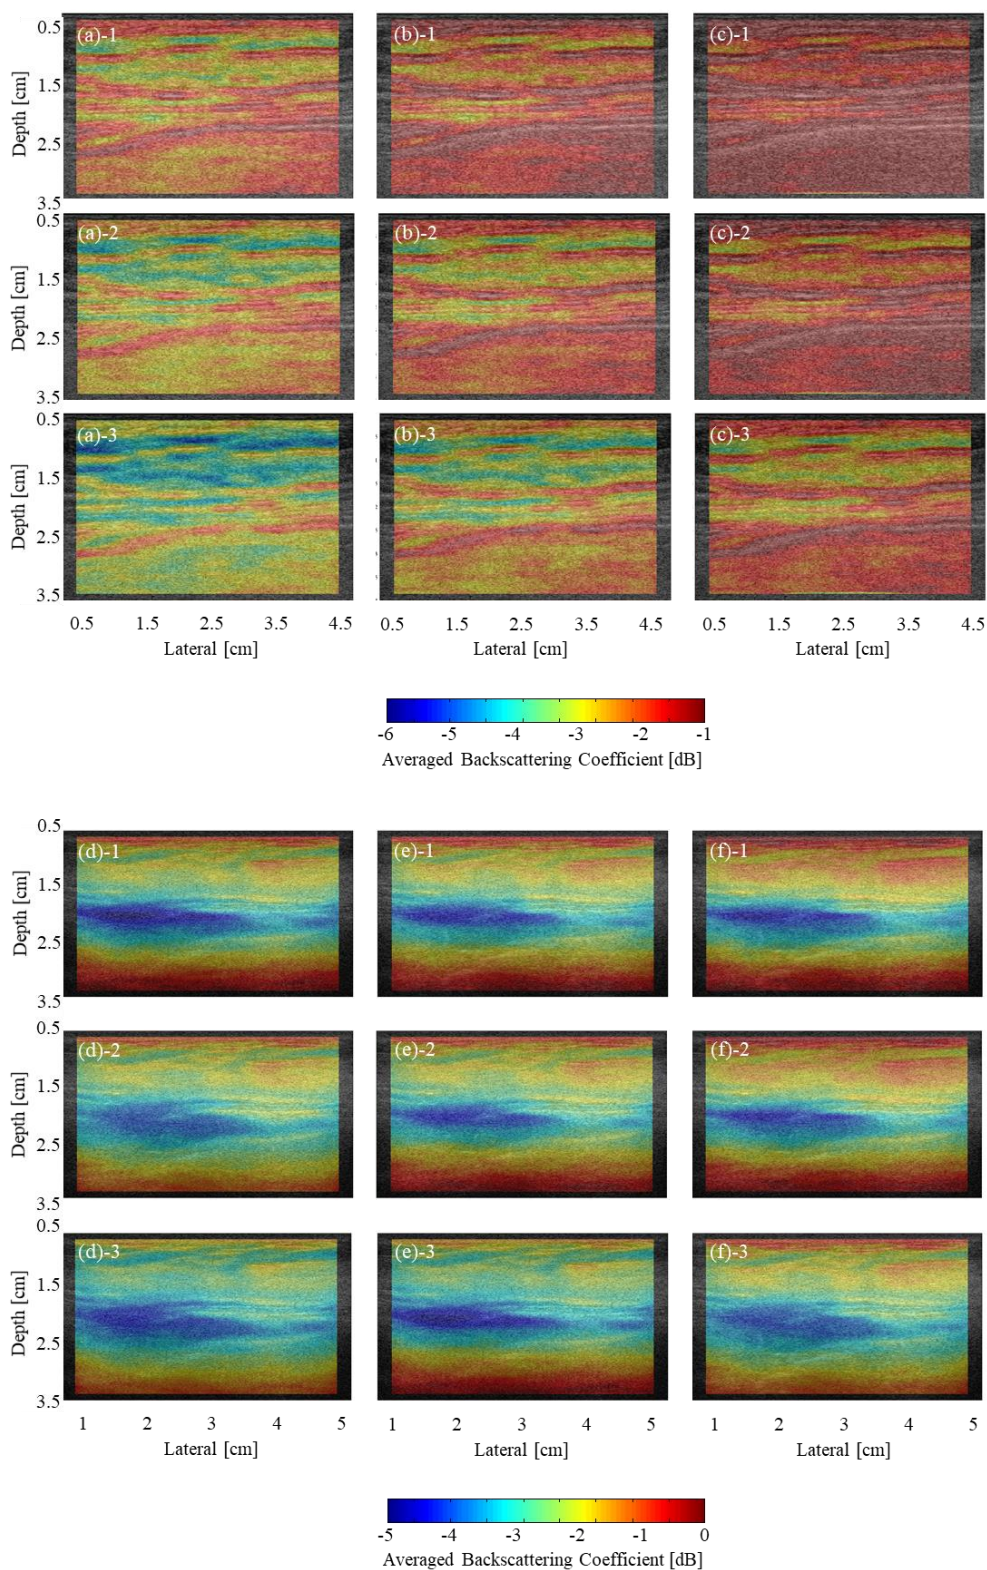 (a)-1 (b)-1 (c)-1
0.5
1.5
2.5
3.5
Depth [cm]
(a)-2 (b)-2 (c)-2
0.5
1.5
2.5
3.5
Depth [cm]
(a)-3 (b)-3 (c)-3
0.5
1.5
2.5
3.5
Depth [cm]
0.5 1.5 2.5 3.5 4.5 0.5 1.5 2.5 3.5 4.5 0.5 1.5 2.5 3.5 4.5
Lateral [cm] Lateral [cm] Lateral [cm]
-6 -5 -4 -3 -2 -1
Averaged Backscattering Coefficient [dB]
(d)-1 (e)-1 (f)-1
0.5
1.5
2.5
3.5
Depth [cm]
(d)-2 (e)-2 (f)-2
0.5
1.5
2.5
3.5
Depth [cm]
(d)-3 (e)-3 (f)-3
0.5
1.5
2.5
3.5
Depth [cm]
1 2 3 4 5 1 2 3 4 5 1 2 3 4 5
Lateral [cm] Lateral [cm] Lateral [cm]
-5 -4 -3 -2 -1 0
Averaged Backscattering Coefficient [dB]